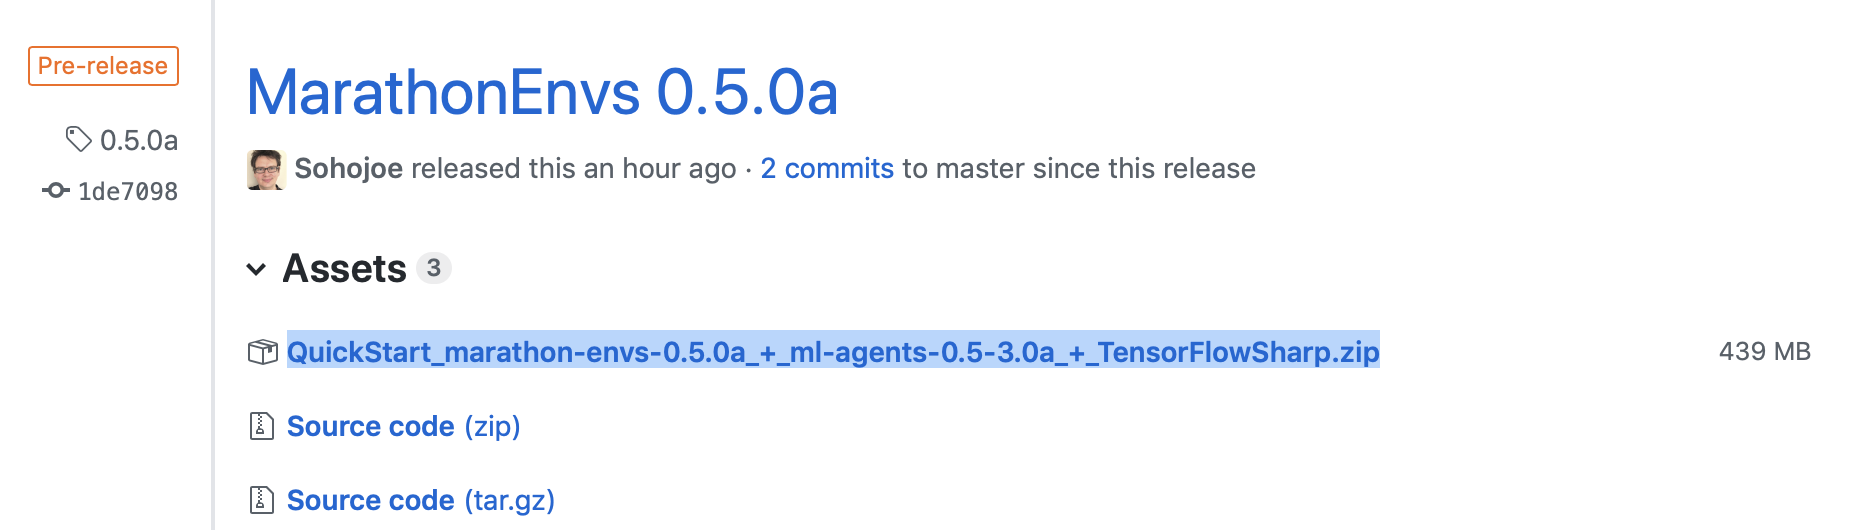 Pre-release
0.5.0a
1de7098
MarathonEnvs 0.5.0a
Sohojoe released this an hour ago · 2 commits to master since this release
Assets 3
QuickStart_marathon-envs-0.5.0a_+_ml-agents-0.5-3.0a_+_TensorFlowSharp.zip 439 MB
Source code (zip)
Source code (tar.gz)